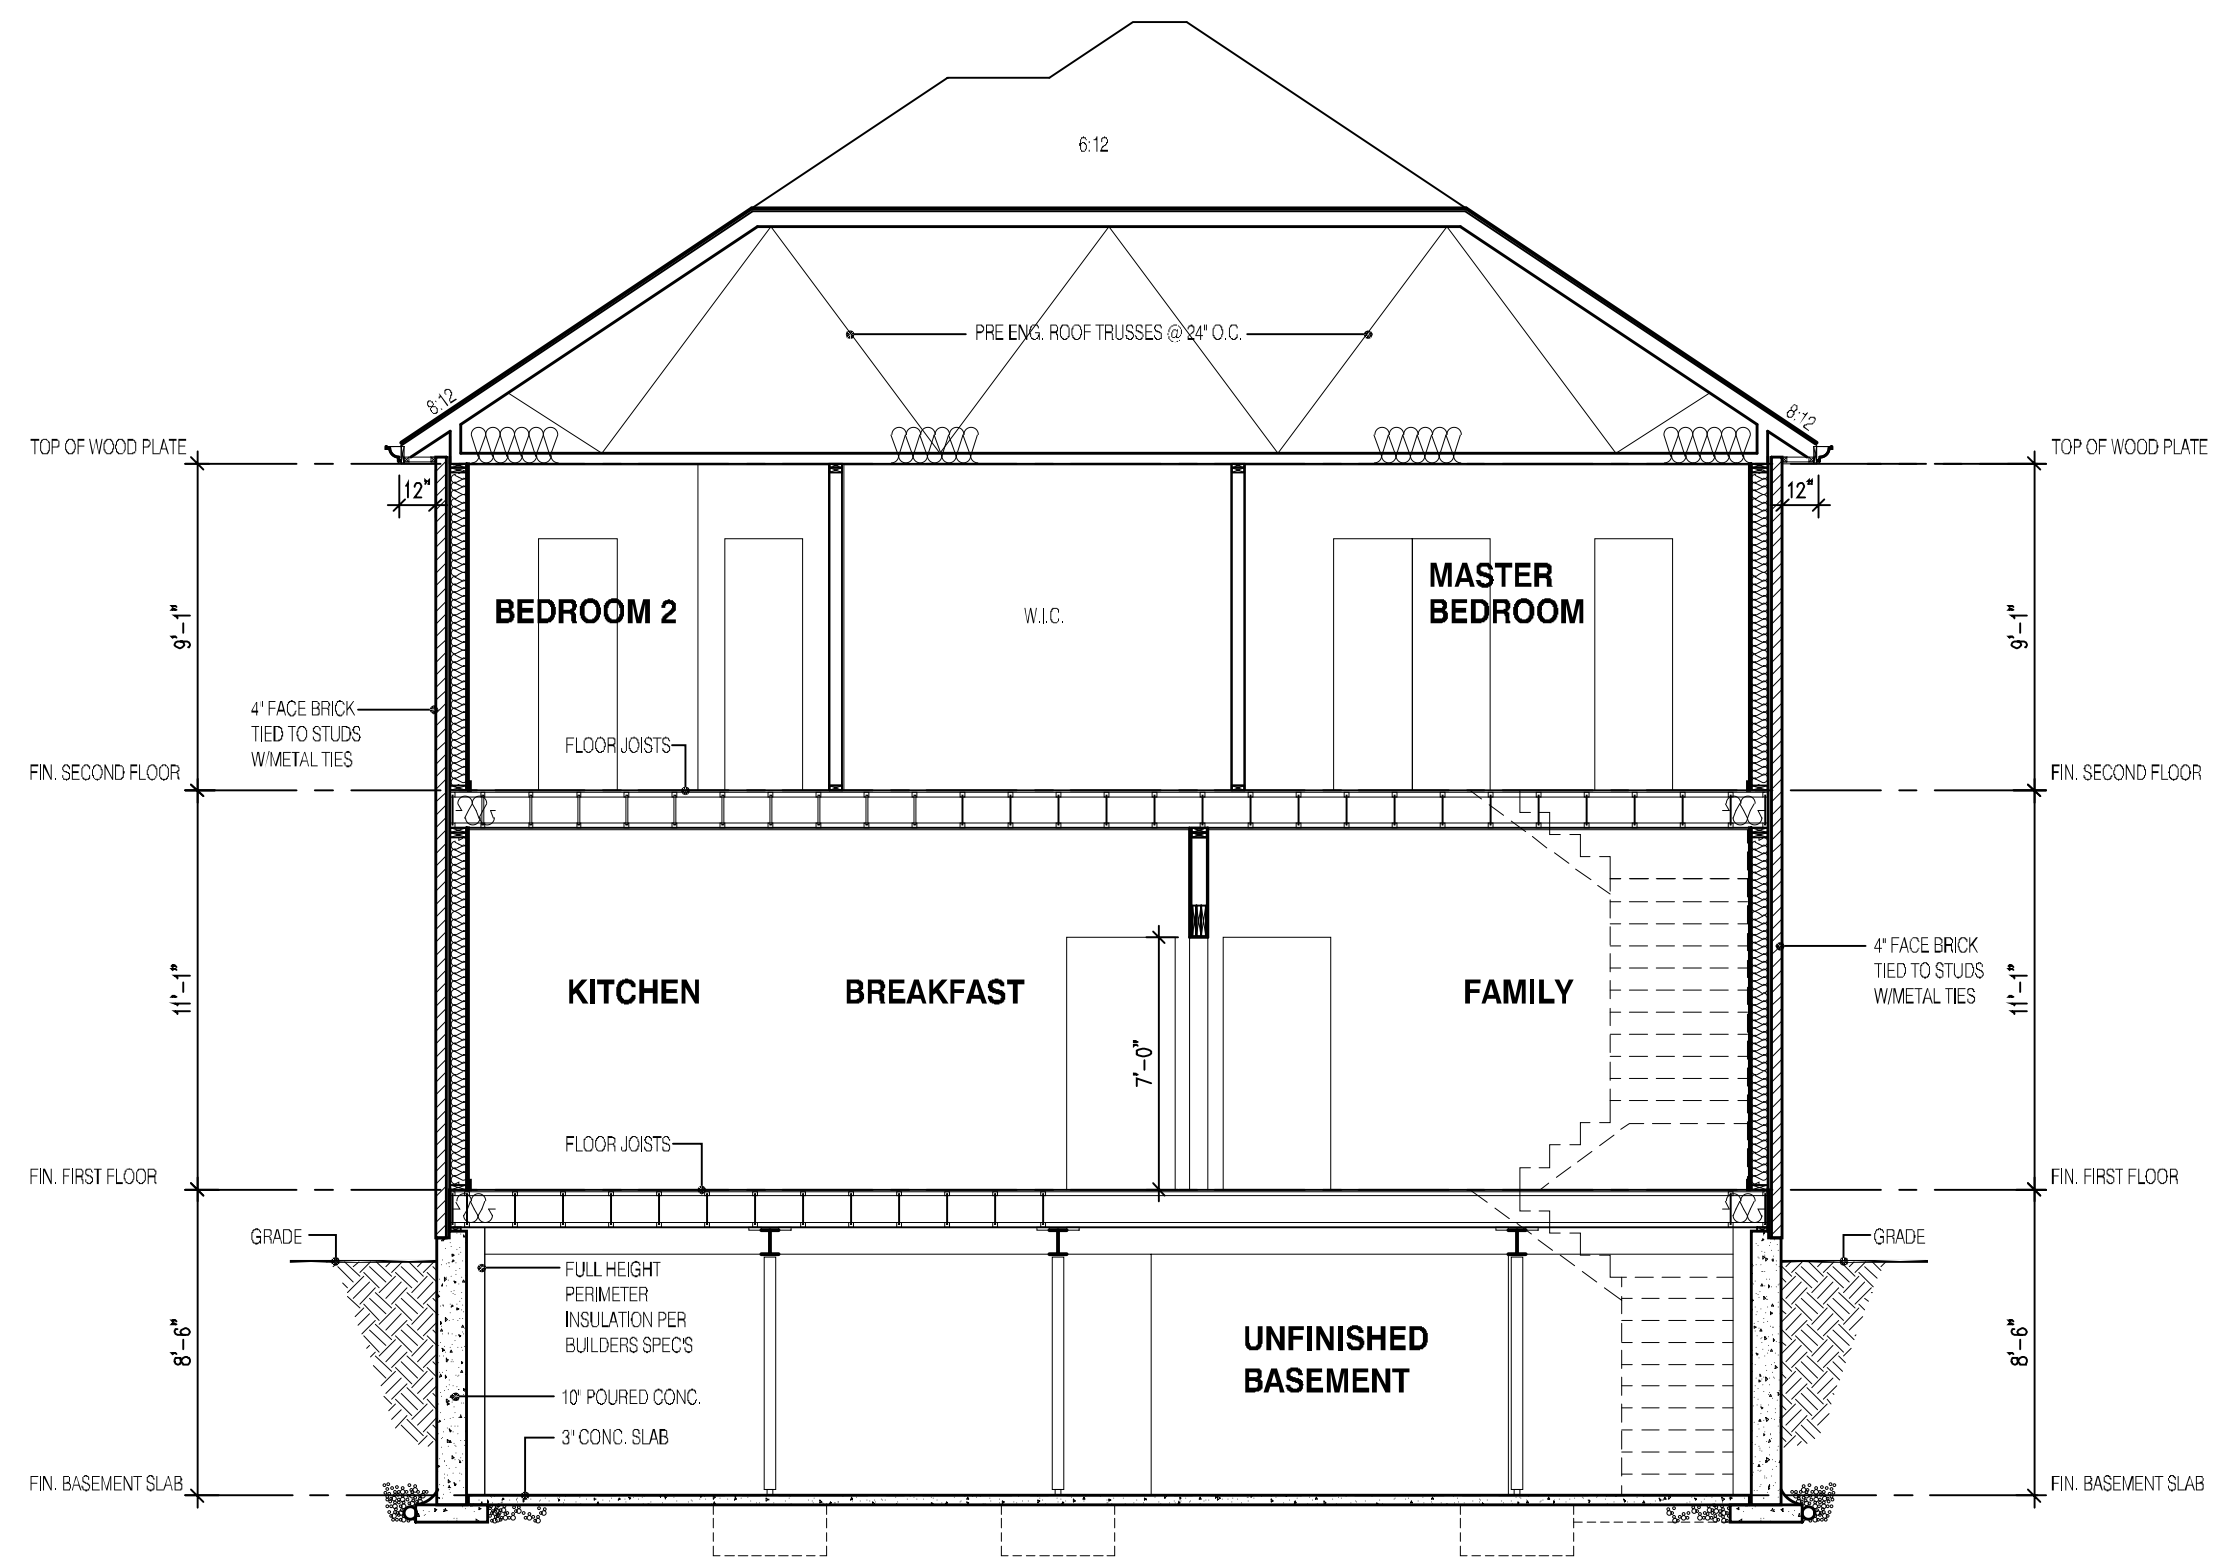 6:12
PRE ENG. ROOF TRUSSES @ 24" O.C.
8:12
8:12
TOP OF WOOD PLATE
TOP OF WOOD PLATE
12"
12"
MASTER
BEDROOM
BEDROOM 2
W.I.C.
9'-1"
9'-1"
4" FACE BRICK
TIED TO STUDS
W/METAL TIES
FLOOR JOISTS
FIN. SECOND FLOOR
FIN. SECOND FLOOR
4" FACE BRICK
TIED TO STUDS
W/METAL TIES
11'-1"
KITCHEN
BREAKFAST
FAMILY
11'-1"
7'-0"
FLOOR JOISTS
FIN. FIRST FLOOR
FIN. FIRST FLOOR
GRADE
GRADE
FULL HEIGHT
PERIMETER
INSULATION PER
BUILDERS SPEC'S
8'-6"
UNFINISHED
BASEMENT
8'-6"
10" POURED CONC.
3" CONC. SLAB
FIN. BASEMENT SLAB
FIN. BASEMENT SLAB